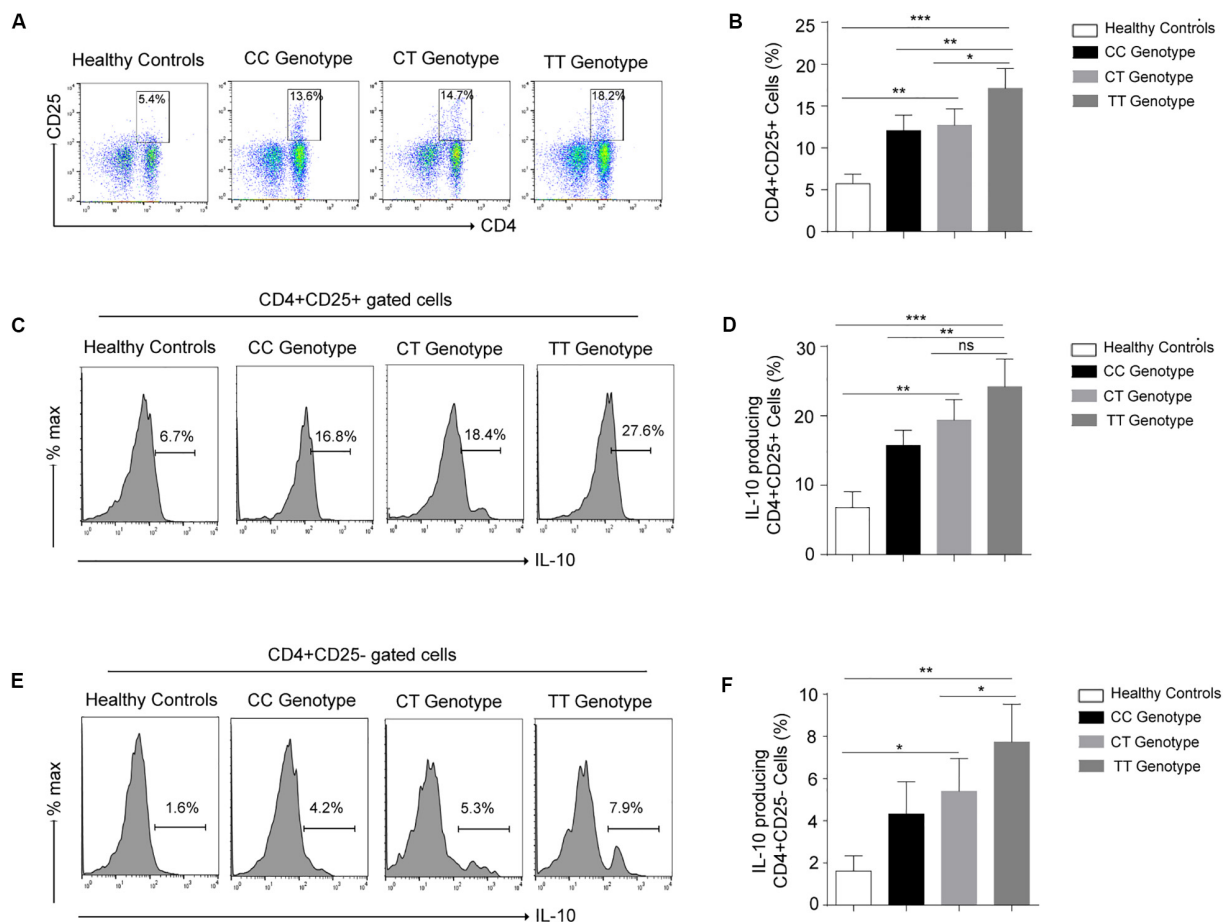 A
Healthy Controls
CC Genotype
CT Genotype
TT Genotype
5.4%
13.6%
14.7%
18.2%
CD25
CD4
B
CD4+CD25+ Cells (%)
25
20
15
10
5
0
***
**
*
**
Healthy Controls
CC Genotype
CT Genotype
TT Genotype
C
CD4+CD25+ gated cells
Healthy Controls
CC Genotype
CT Genotype
TT Genotype
6.7%
16.8%
18.4%
27.6%
% max
IL-10
D
IL-10 producing
CD4+CD25+ Cells (%)
30
20
10
0
***
**
ns
**
Healthy Controls
CC Genotype
CT Genotype
TT Genotype
E
CD4+CD25- gated cells
Healthy Controls
CC Genotype
CT Genotype
TT Genotype
1.6%
4.2%
5.3%
7.9%
% max
IL-10
F
IL-10 producing
CD4+CD25- Cells (%)
10
8
6
4
2
0
**
*
*
Healthy Controls
CC Genotype
CT Genotype
TT Genotype